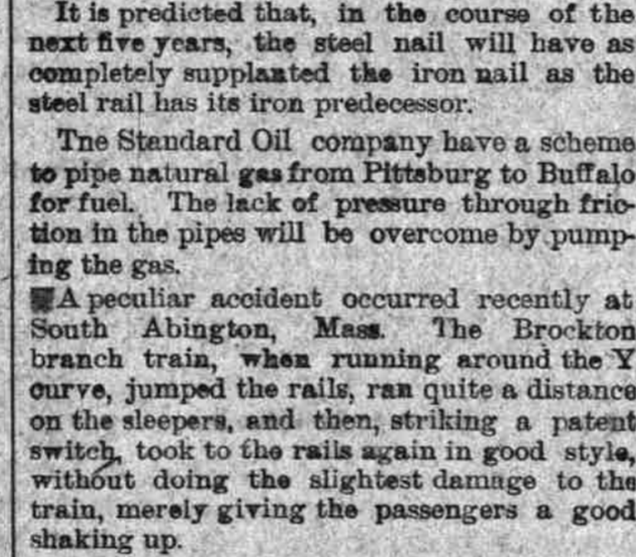 It is predicted that, in the course of the
next five years, the steel nail will have as
completely supplanted the iron nail as the
steel rail has its iron predecessor.
Tne Standard Oil company have a scheme
to pipe natural gas from Pittsburg to Buffalo
for fuel. The lack of pressure through fric-
tion in the pipes will be overcome by pump-
ing the gas.
A peculiar accident occurred recently at
South Abington, Mass. The Brockton
branch train, when running around the Y
curve, jumped the rails, ran quite a distance
on the sleepers, and then, striking a patent
switch, took to the rails again in good style,
without doing the slightest damage to the
train, merely giving the passengers a good
shaking up.